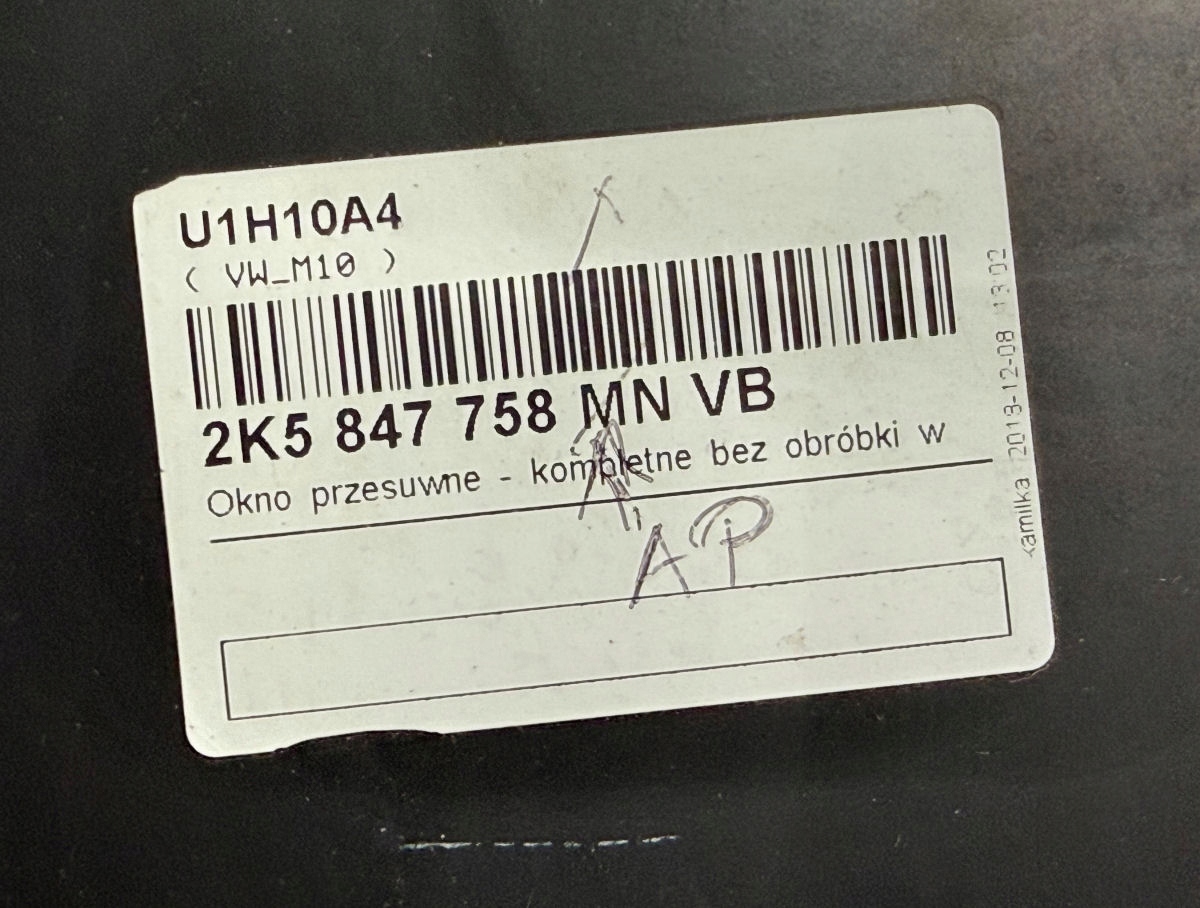 U1H10A4
( VW_M10 )
2K5 847 758 MN VB
Okno przesuwne - kompletne bez obróbki w
AP
Kamilka 2018-12-08 13:02